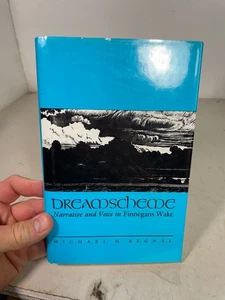 DREAMSCHEME
Narrative and Voice in Finnegans Wake
MICHAEL H BEGNAL